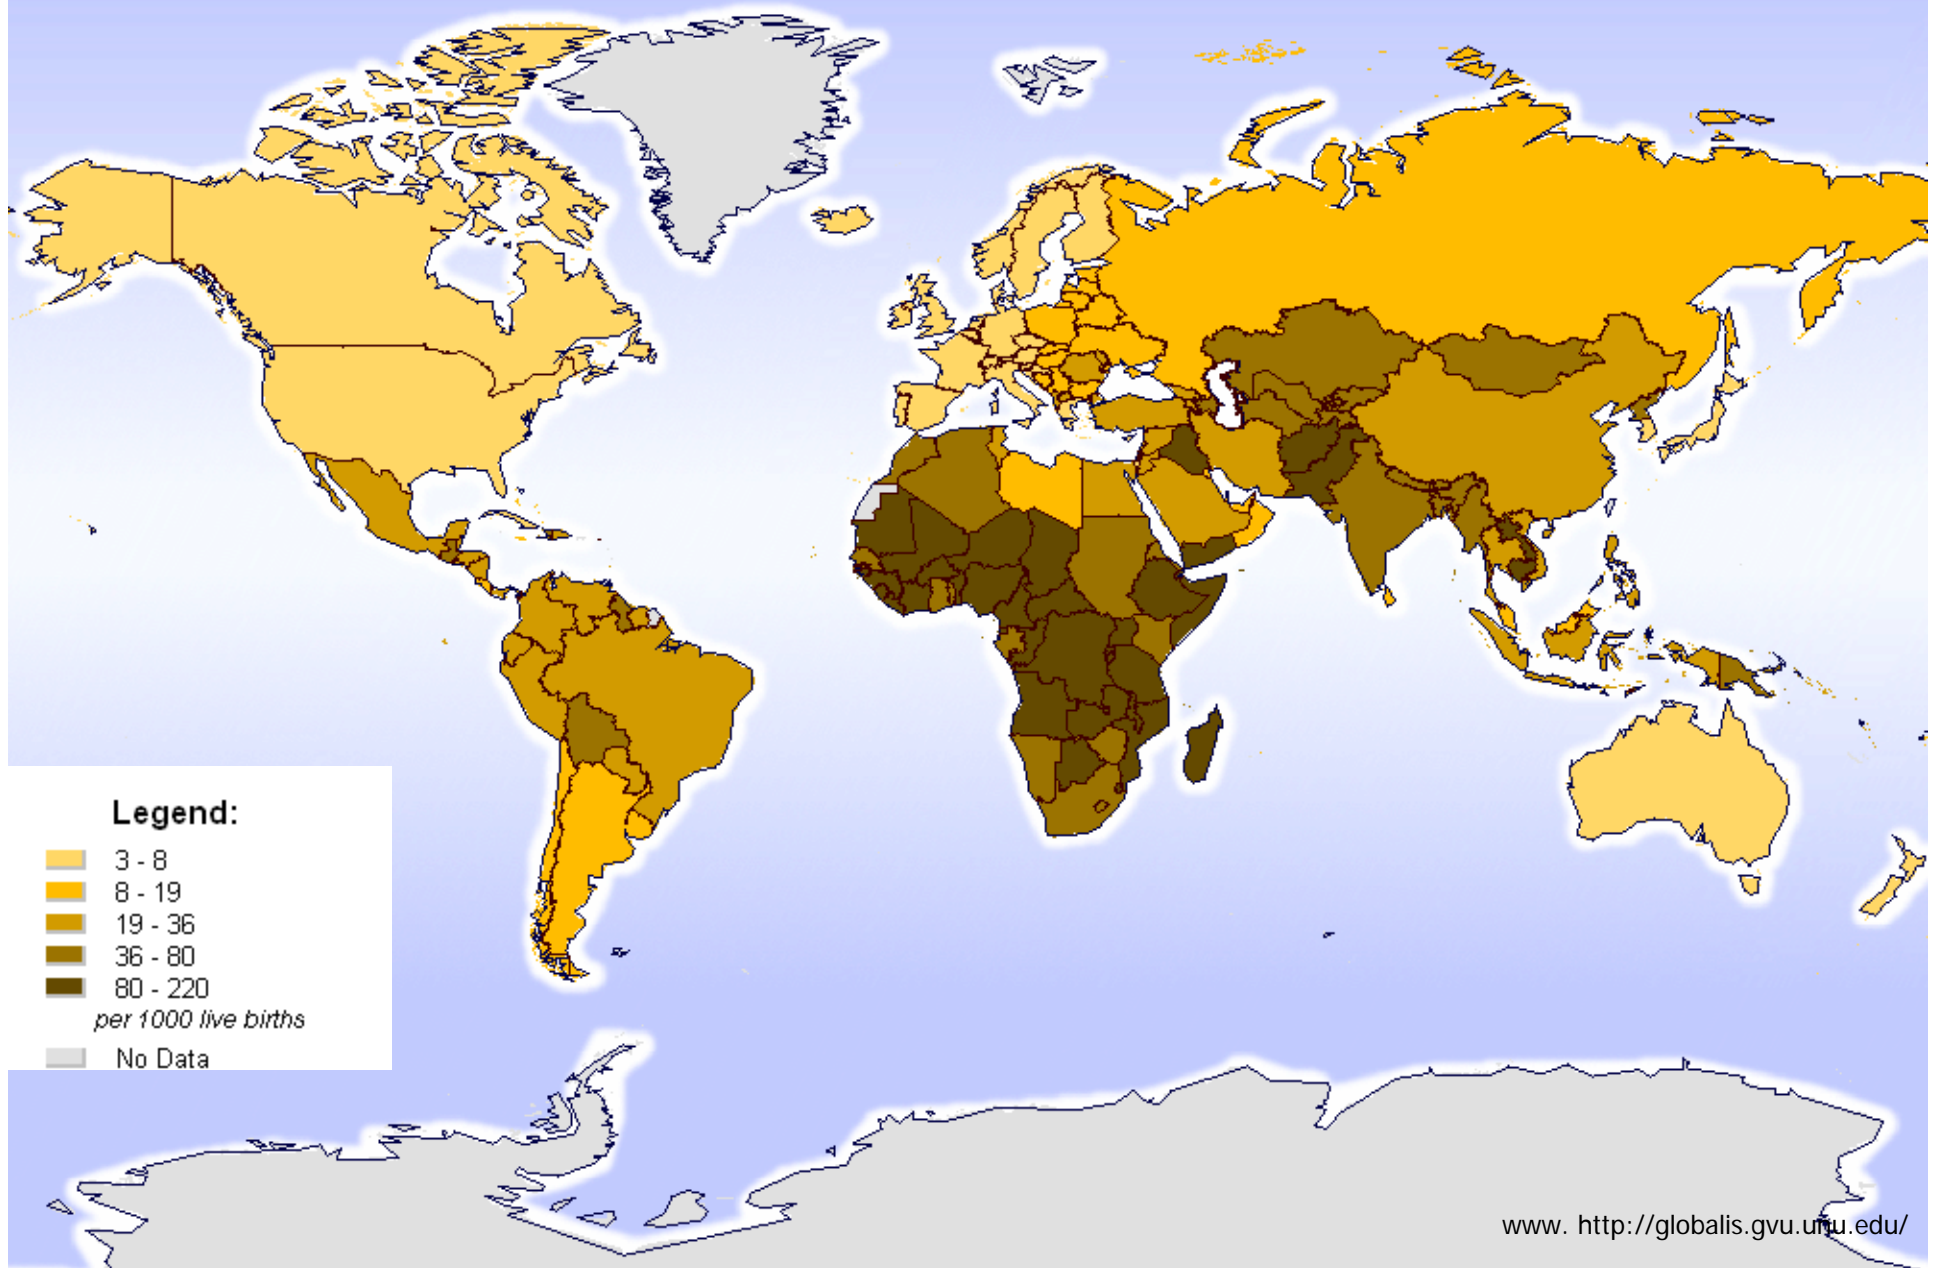 Legend:
3 - 8
8 - 19
19 - 36
36 - 80
80 - 220
per 1000 live births
No Data
www. http://globalis.gvu.unu.edu/